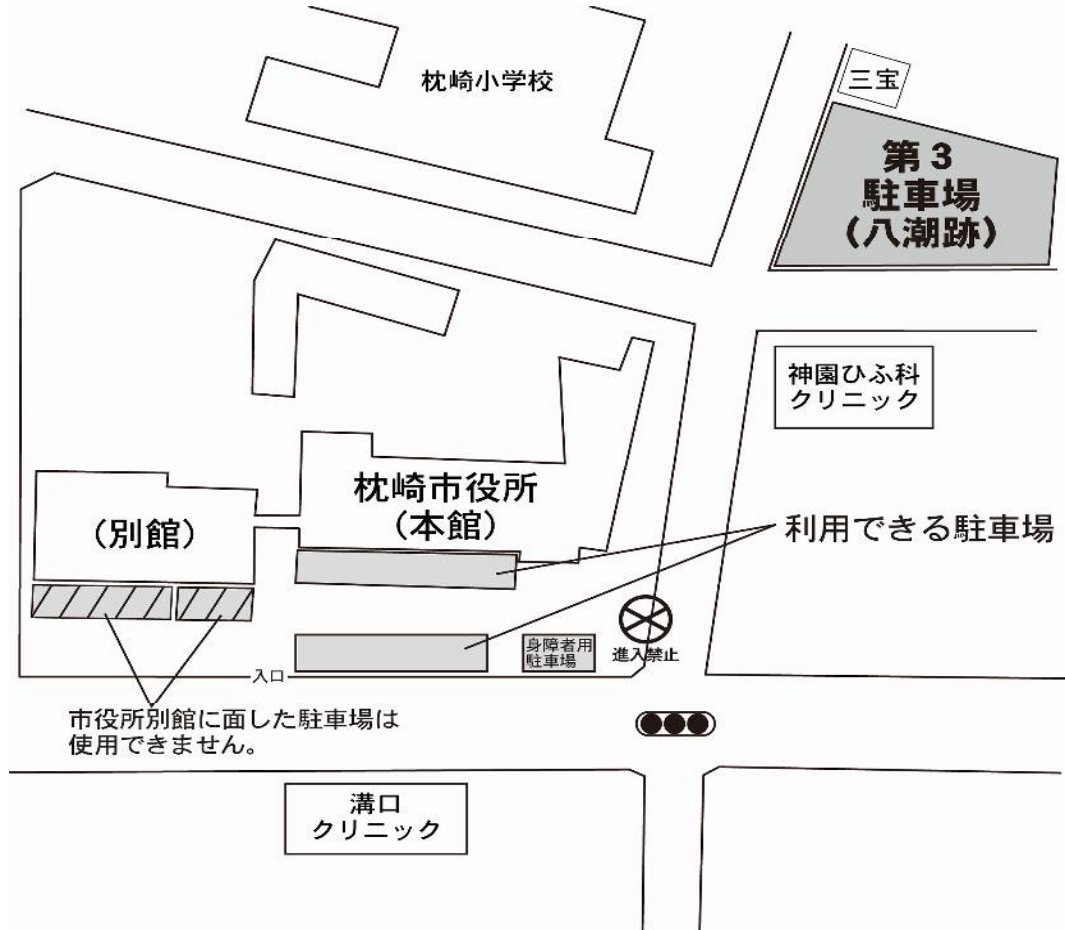 枕崎小学校
三宝
第3
駐車場
（八潮跡）
神園ひふ科
クリニック
枕崎市役所
（本館）
（別館）
利用できる駐車場
身障者用
駐車場
進入禁止
入口
市役所別館に面した駐車場は
使用できません。
溝口
クリニック